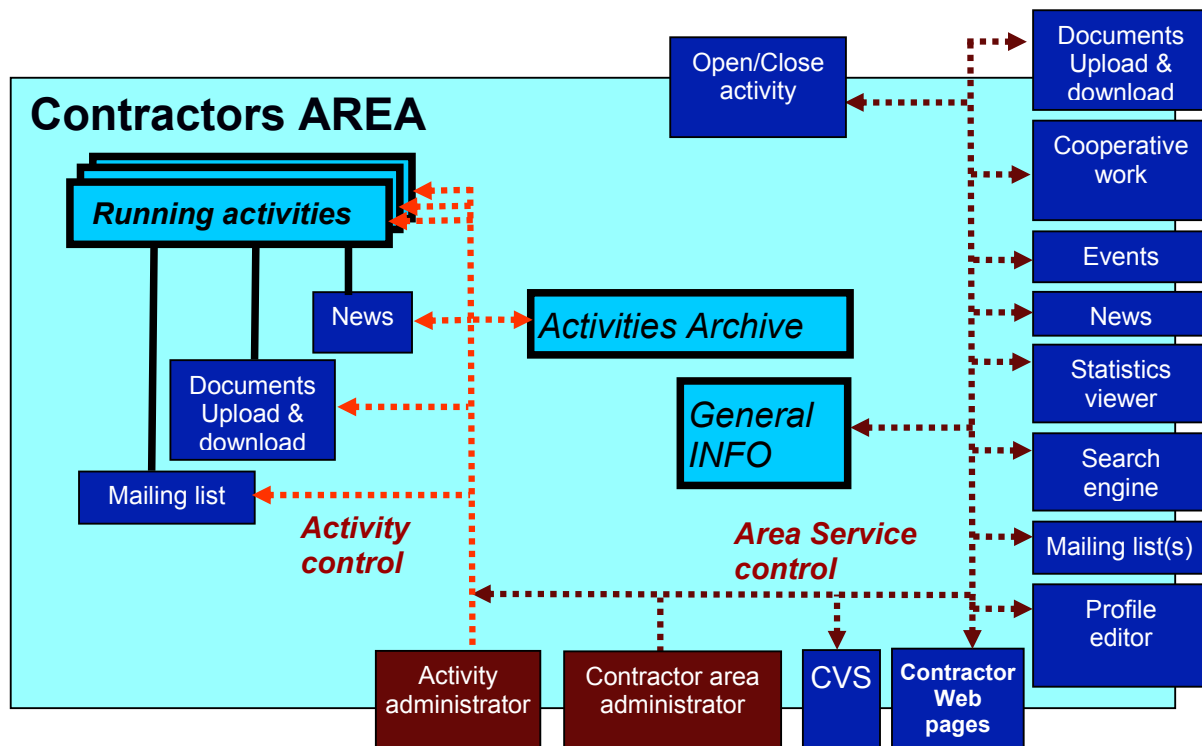 Documents
Upload &
download
Open/Close
activity
Contractors AREA
Cooperative
work
Running activities
Events
News
News
Activities Archive
Statistics
viewer
Documents
Upload &
download
General
INFO
Search
engine
Mailing list
Activity
control
Area Service
control
Mailing list(s)
Profile
editor
Activity
administrator
Contractor area
administrator
CVS
Contractor
Web
pages